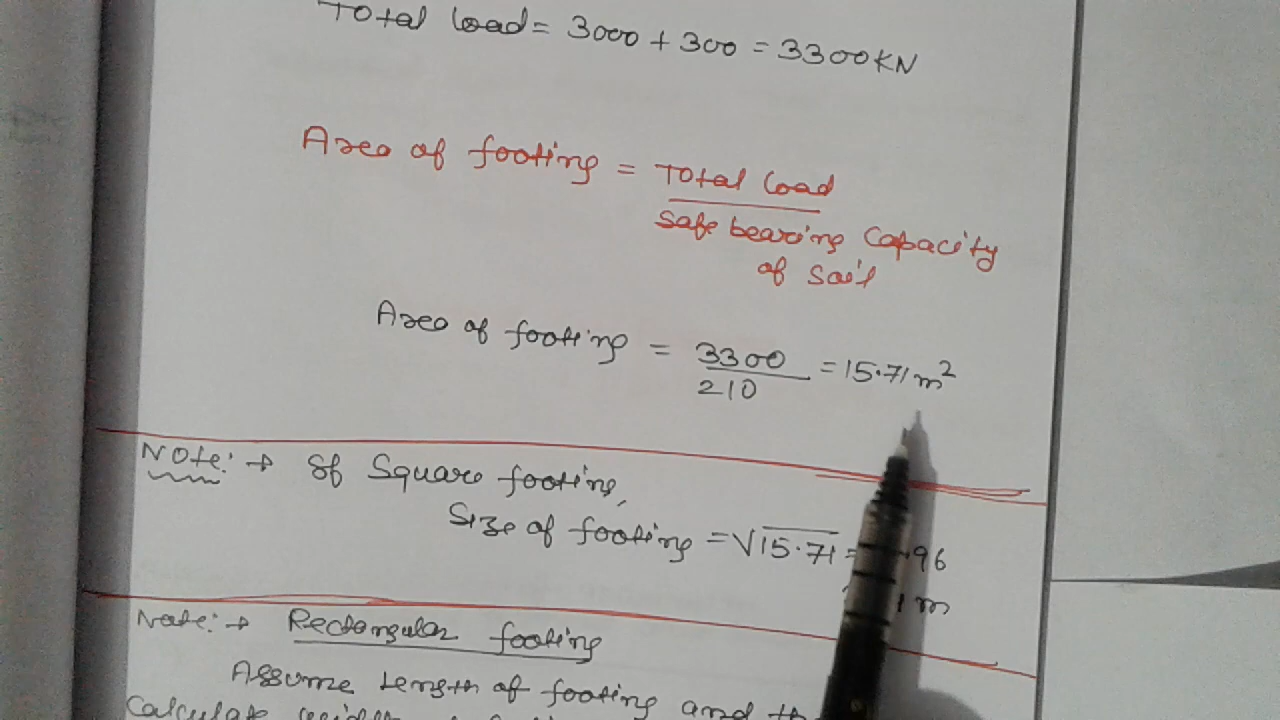 Total load = 3000 + 300 = 3300 KN
Area of footing = Total load
Safe bearing capacity
of soil
Area of footing = 3300 = 15.71 m²
210
Note: → If Square footing,
Size of footing = √15.71 = .96
m
Note: → Rectangular footing
Assume length of footing and
Calculate